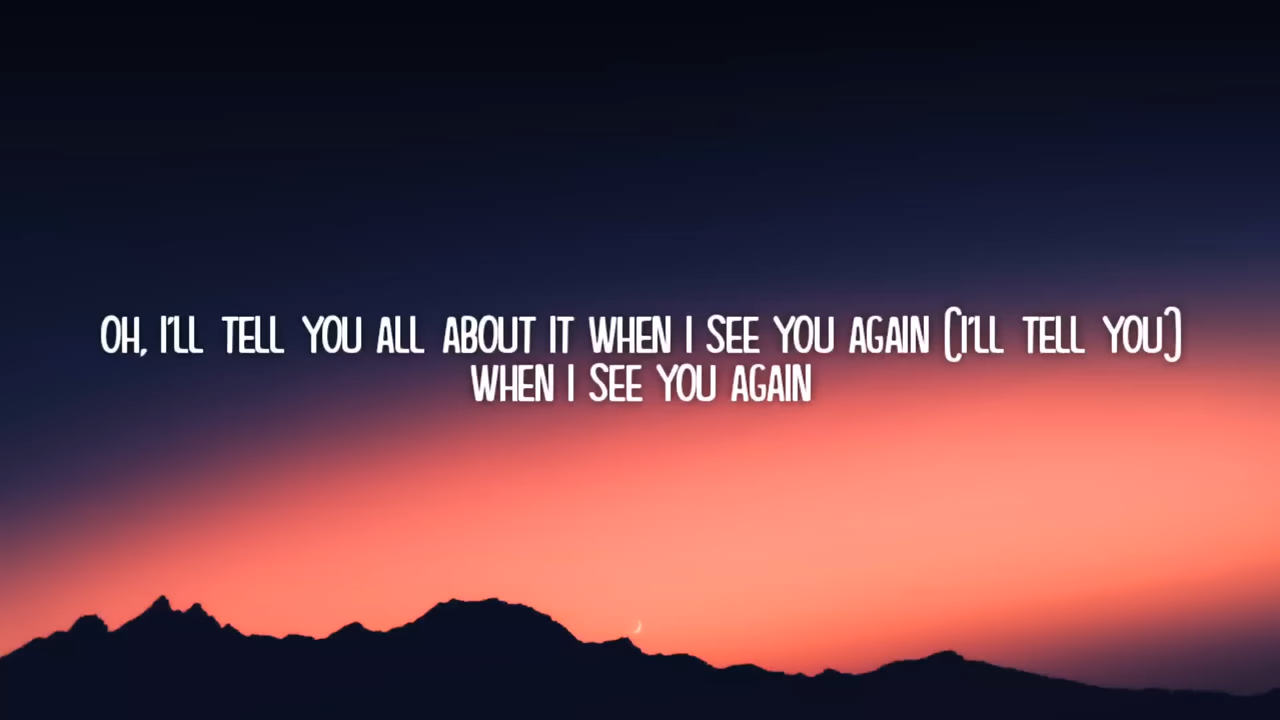 OH, I'LL TELL YOU ALL ABOUT IT WHEN I SEE YOU AGAIN (I'LL TELL YOU)
WHEN I SEE YOU AGAIN